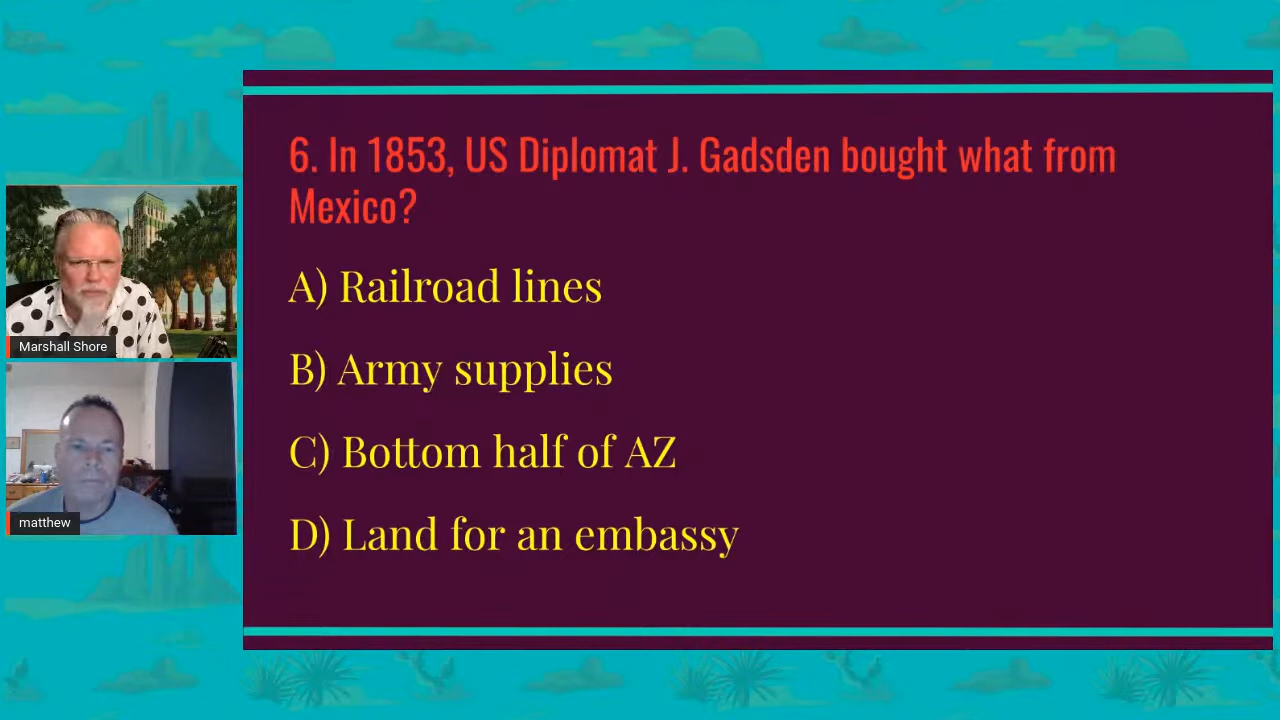 6. In 1853, US Diplomat J. Gadsden bought what from
Mexico?
A) Railroad lines
B) Army supplies
C) Bottom half of AZ
D) Land for an embassy
Marshall Shore
matthew